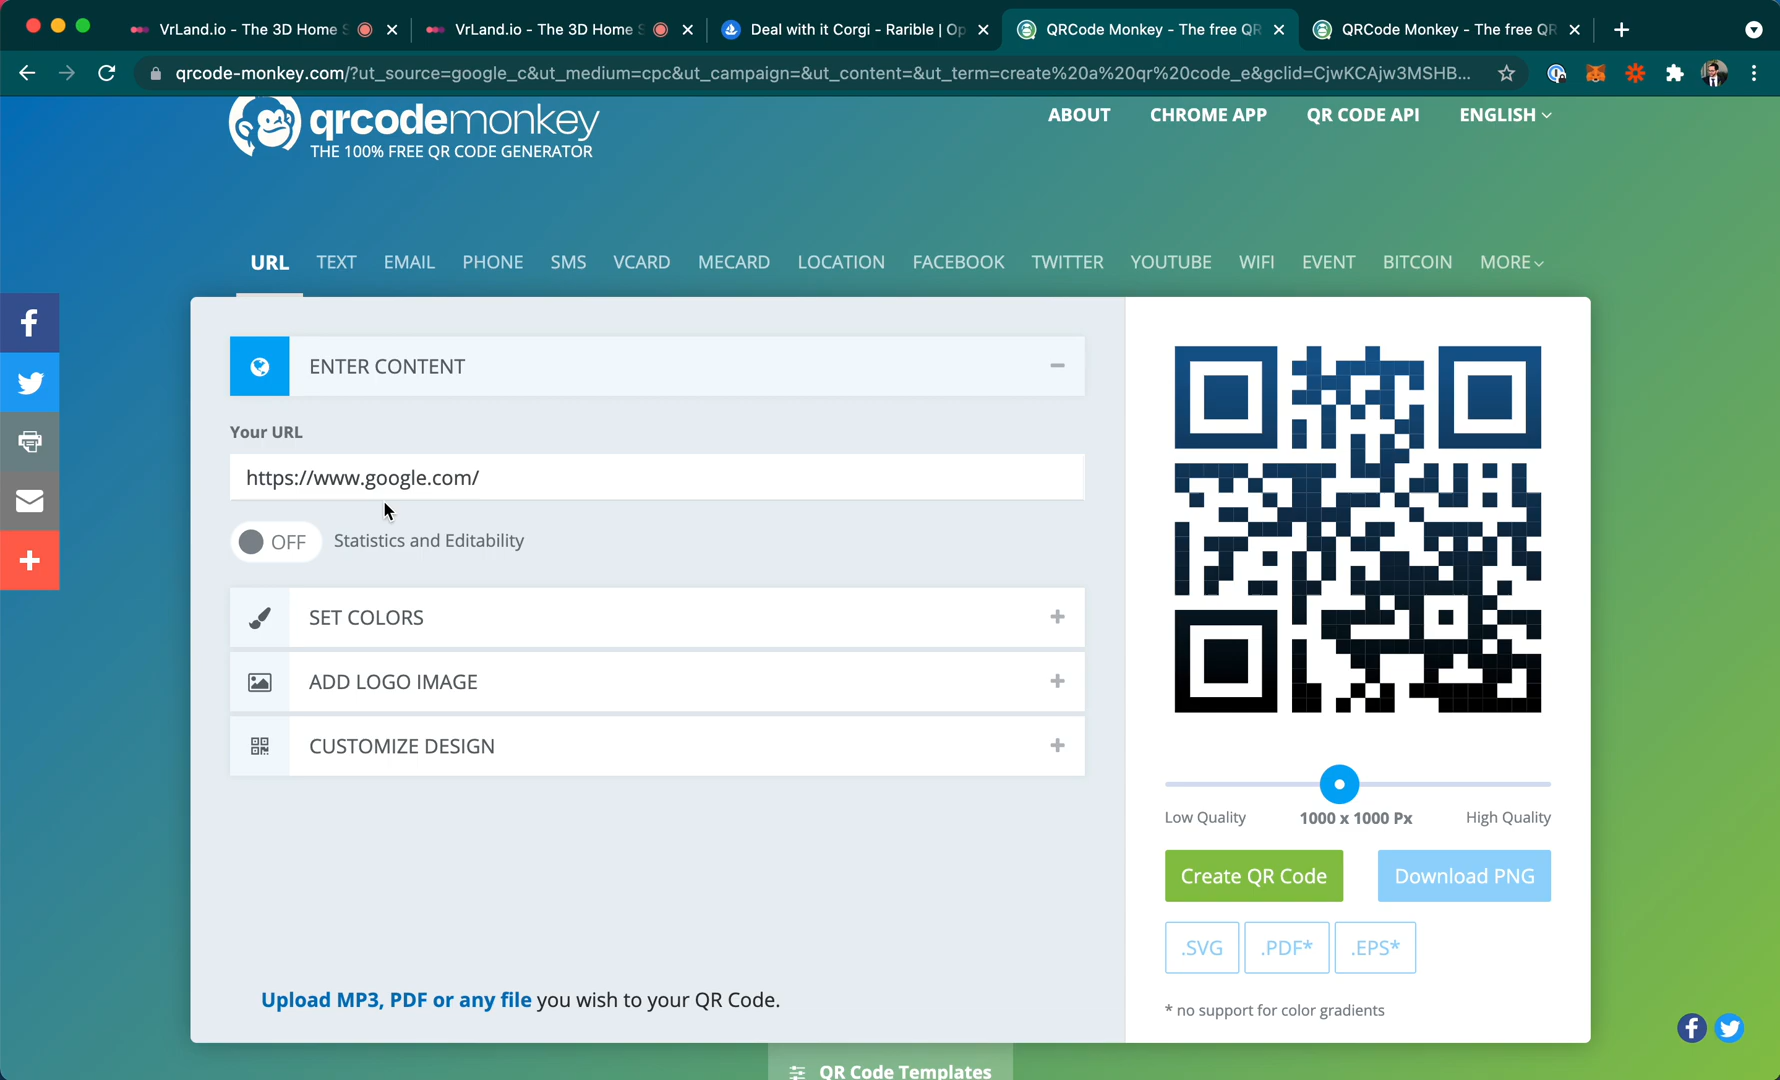 VrLand.io - The 3D Home S
VrLand.io - The 3D Home S
Deal with it Corgi - Rarible | Op
QRCode Monkey - The free QR
QRCode Monkey - The free QR
qrcode-monkey.com/?ut_source=google_c&ut_medium=cpc&ut_campaign=&ut_content=&ut_term=create%20a%20qr%20code_e&gclid=CjwKCAjw3MSHB...
qrcodemonkey
THE 100% FREE QR CODE GENERATOR
ABOUT
CHROME APP
QR CODE API
ENGLISH
URL
TEXT
EMAIL
PHONE
SMS
VCARD
MECARD
LOCATION
FACEBOOK
TWITTER
YOUTUBE
WIFI
EVENT
BITCOIN
MORE
ENTER CONTENT
Your URL
https://www.google.com/
OFF
Statistics and Editability
SET COLORS
ADD LOGO IMAGE
CUSTOMIZE DESIGN
Upload MP3, PDF or any file you wish to your QR Code.
Low Quality
1000 x 1000 Px
High Quality
Create QR Code
Download PNG
.SVG
.PDF*
.EPS*
* no support for color gradients
QR Code Templates